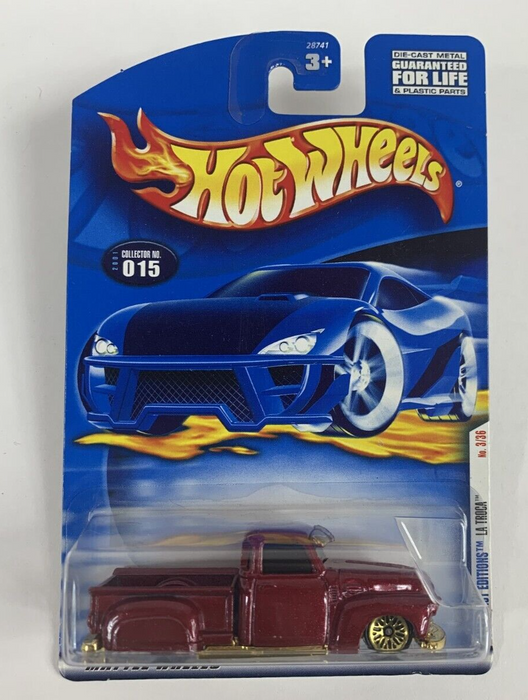 28741
3+
DIE-CAST METAL
GUARANTEED
FOR LIFE
& PLASTIC PARTS
HOT WHEELS®
2001
COLLECTOR NO.
015
No. 3/36
EDITIONS™ LA TROCA™